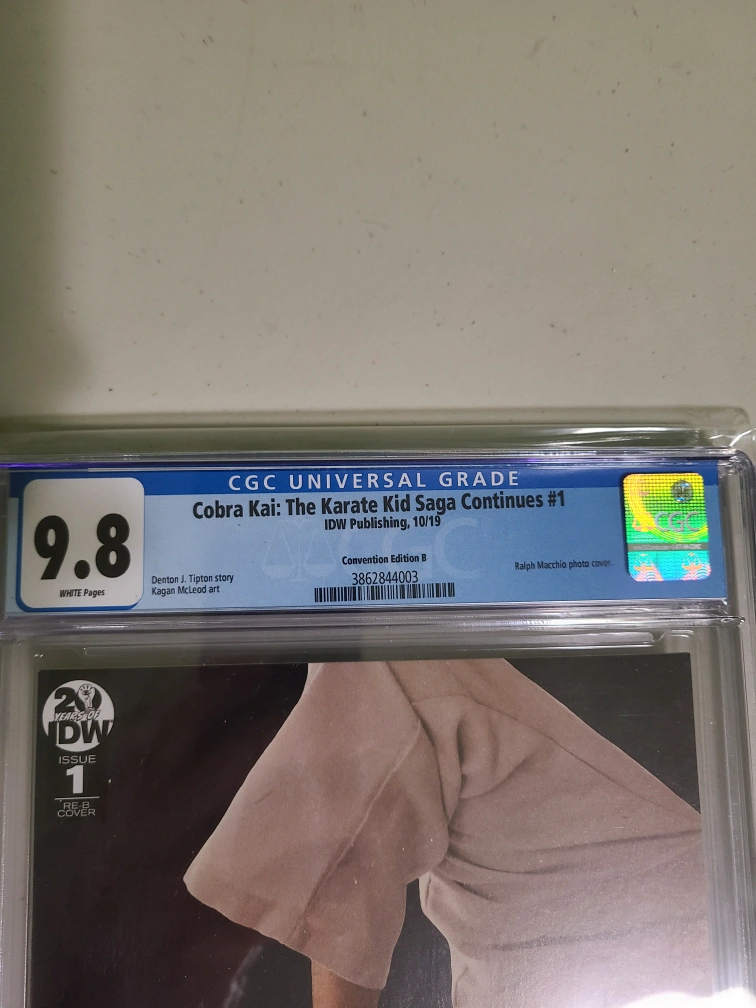 CGC UNIVERSAL GRADE
9.8
WHITE Pages
Cobra Kai: The Karate Kid Saga Continues #1
IDW Publishing, 10/19
Convention Edition B
3862844003
Denton J. Tipton story
Kagan McLeod art
Ralph Macchio photo cover.
CGC
CGC
20
YEARS OF
IDW
ISSUE
1
RE-B
COVER